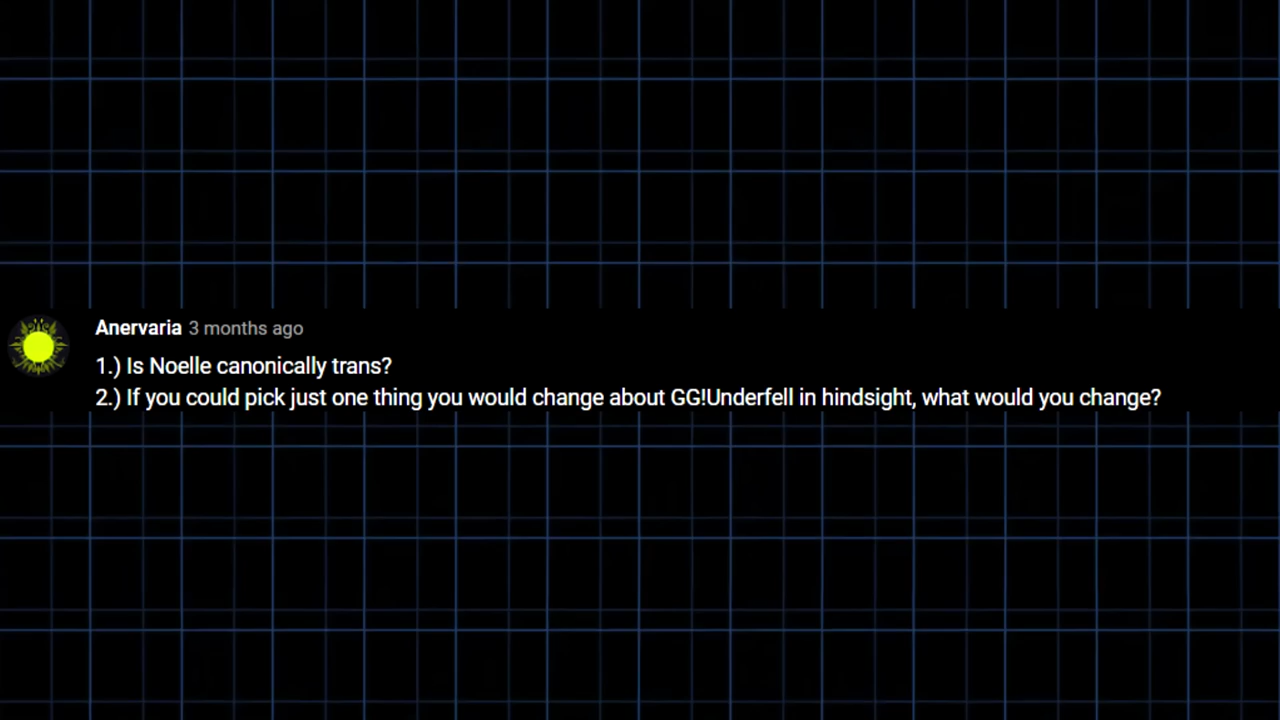 Anervaria 3 months ago
1.) Is Noelle canonically trans?
2.) If you could pick just one thing you would change about GG!Underfell in hindsight, what would you change?